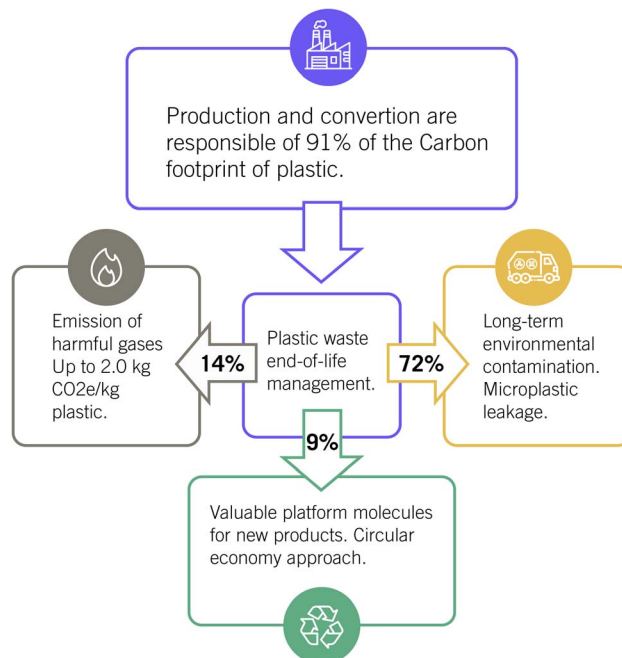 Production and convertion are
responsible of 91% of the Carbon
footprint of plastic.
Emission of
harmful gases
Up to 2.0 kg
CO2e/kg
plastic.
14%
Plastic waste
end-of-life
management.
72%
Long-term
environmental
contamination.
Microplastic
leakage.
9%
Valuable platform molecules
for new products. Circular
economy approach.